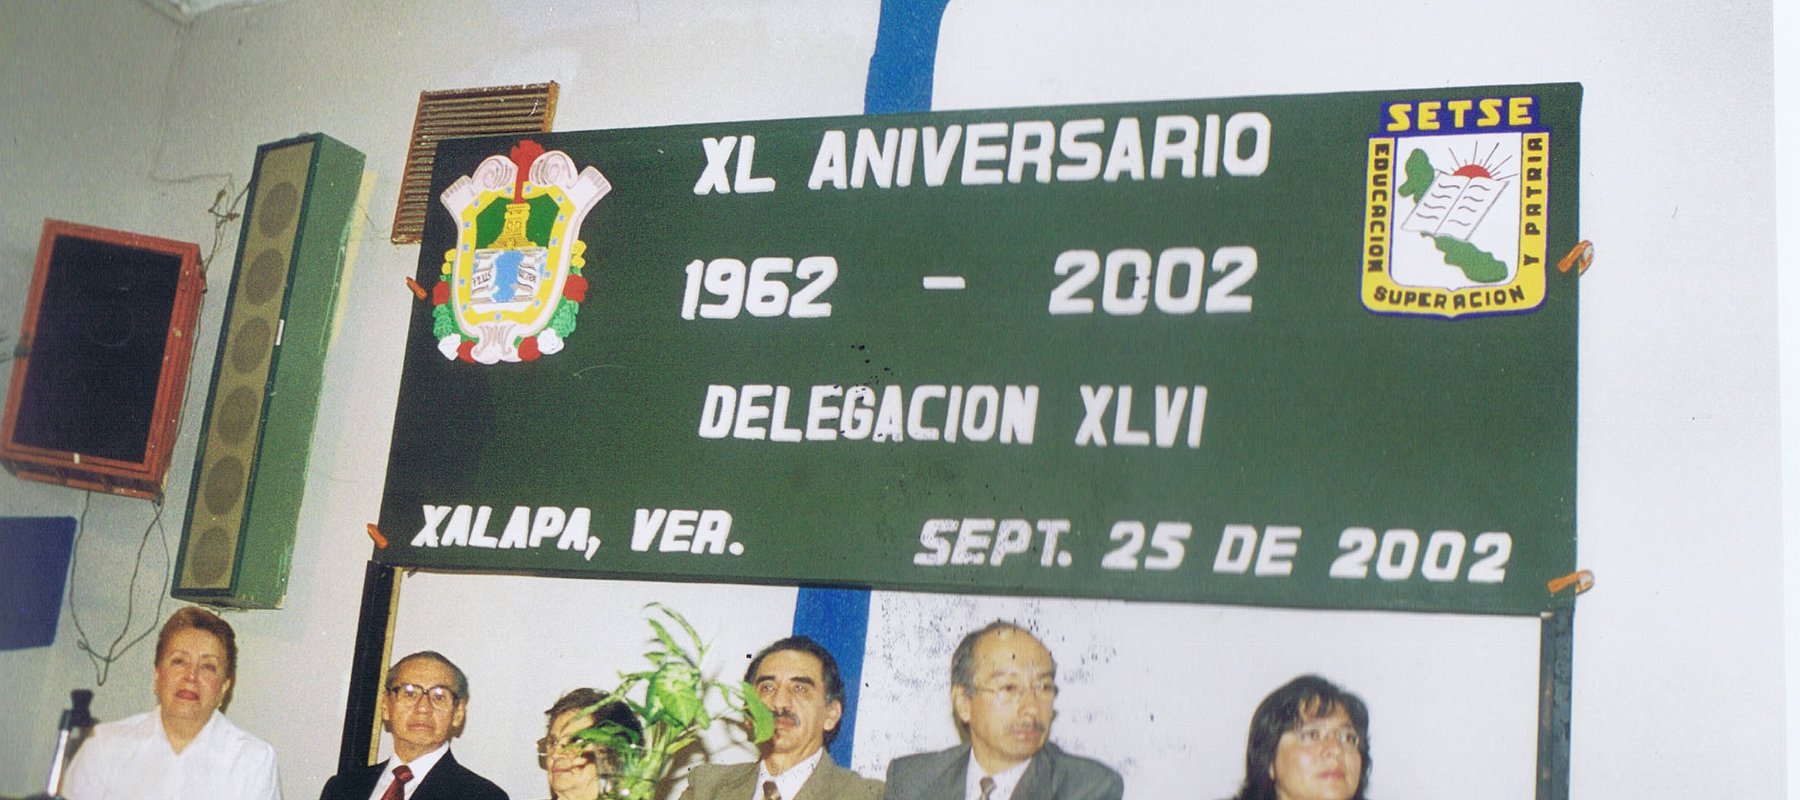 XL ANIVERSARIO
1962 - 2002
DELEGACION XLVI
XALAPA, VER.
SEPT. 25 DE 2002
SETSE
EDUCACION
SUPERACION
Y PATRIA